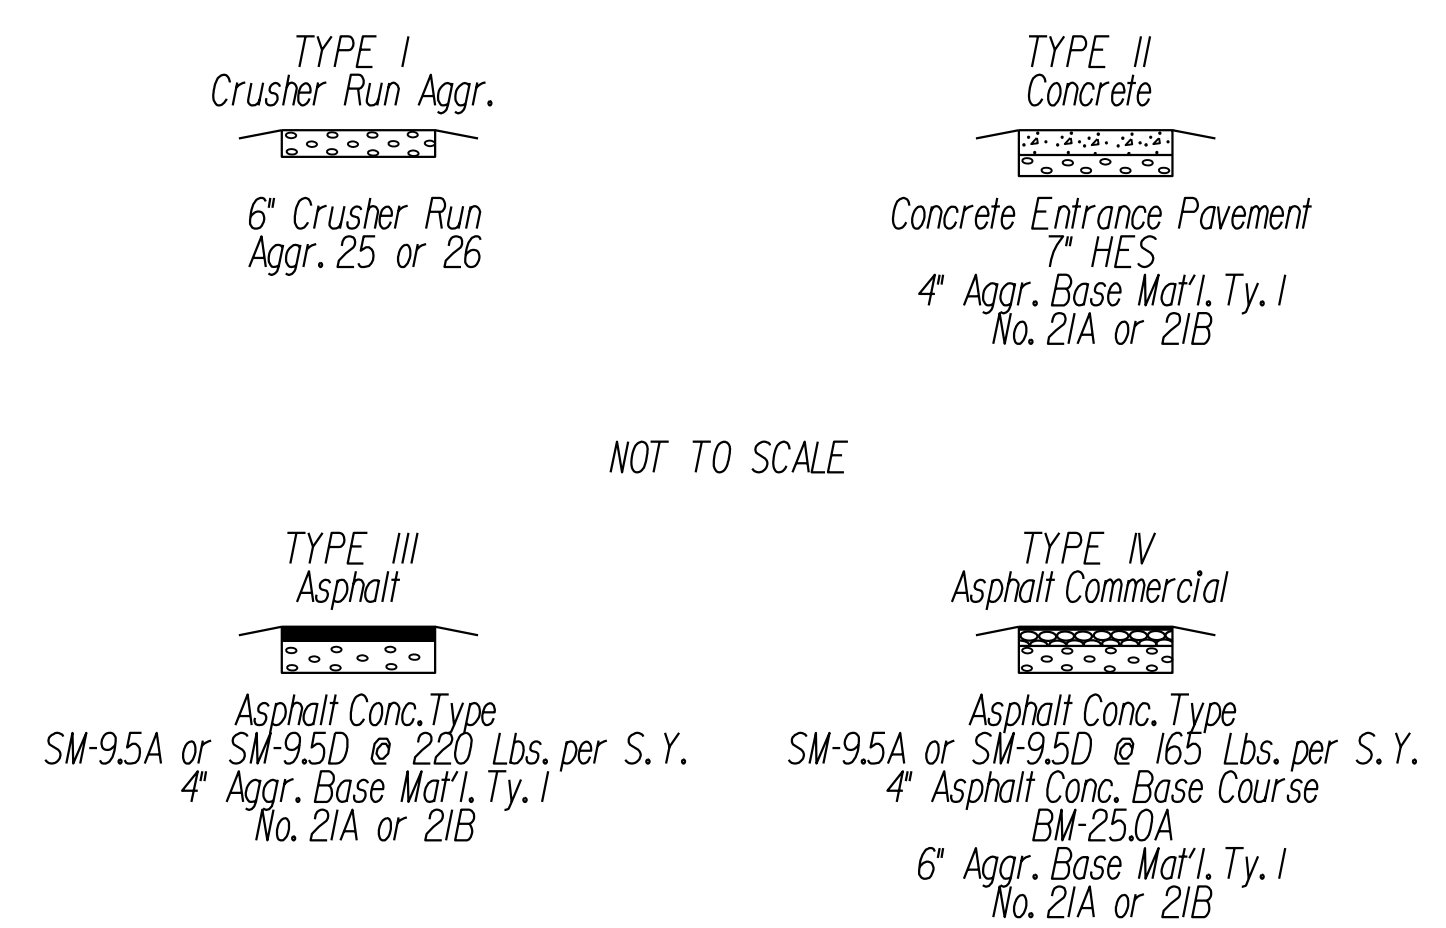 TYPE I
Crusher Run Aggr.
6" Crusher Run
Aggr. 25 or 26
TYPE II
Concrete
Concrete Entrance Pavement
7" HES
4" Aggr. Base Mat'l. Ty. I
No. 21A or 21B
NOT TO SCALE
TYPE III
Asphalt
Asphalt Conc. Type
SM-9.5A or SM-9.5D @ 220 Lbs. per S.Y.
4" Aggr. Base Mat'l. Ty. I
No. 21A or 21B
TYPE IV
Asphalt Commercial
Asphalt Conc. Type
SM-9.5A or SM-9.5D @ 165 Lbs. per S.Y.
4" Asphalt Conc. Base Course
BM-25.0A
6" Aggr. Base Mat'l. Ty. I
No. 21A or 21B